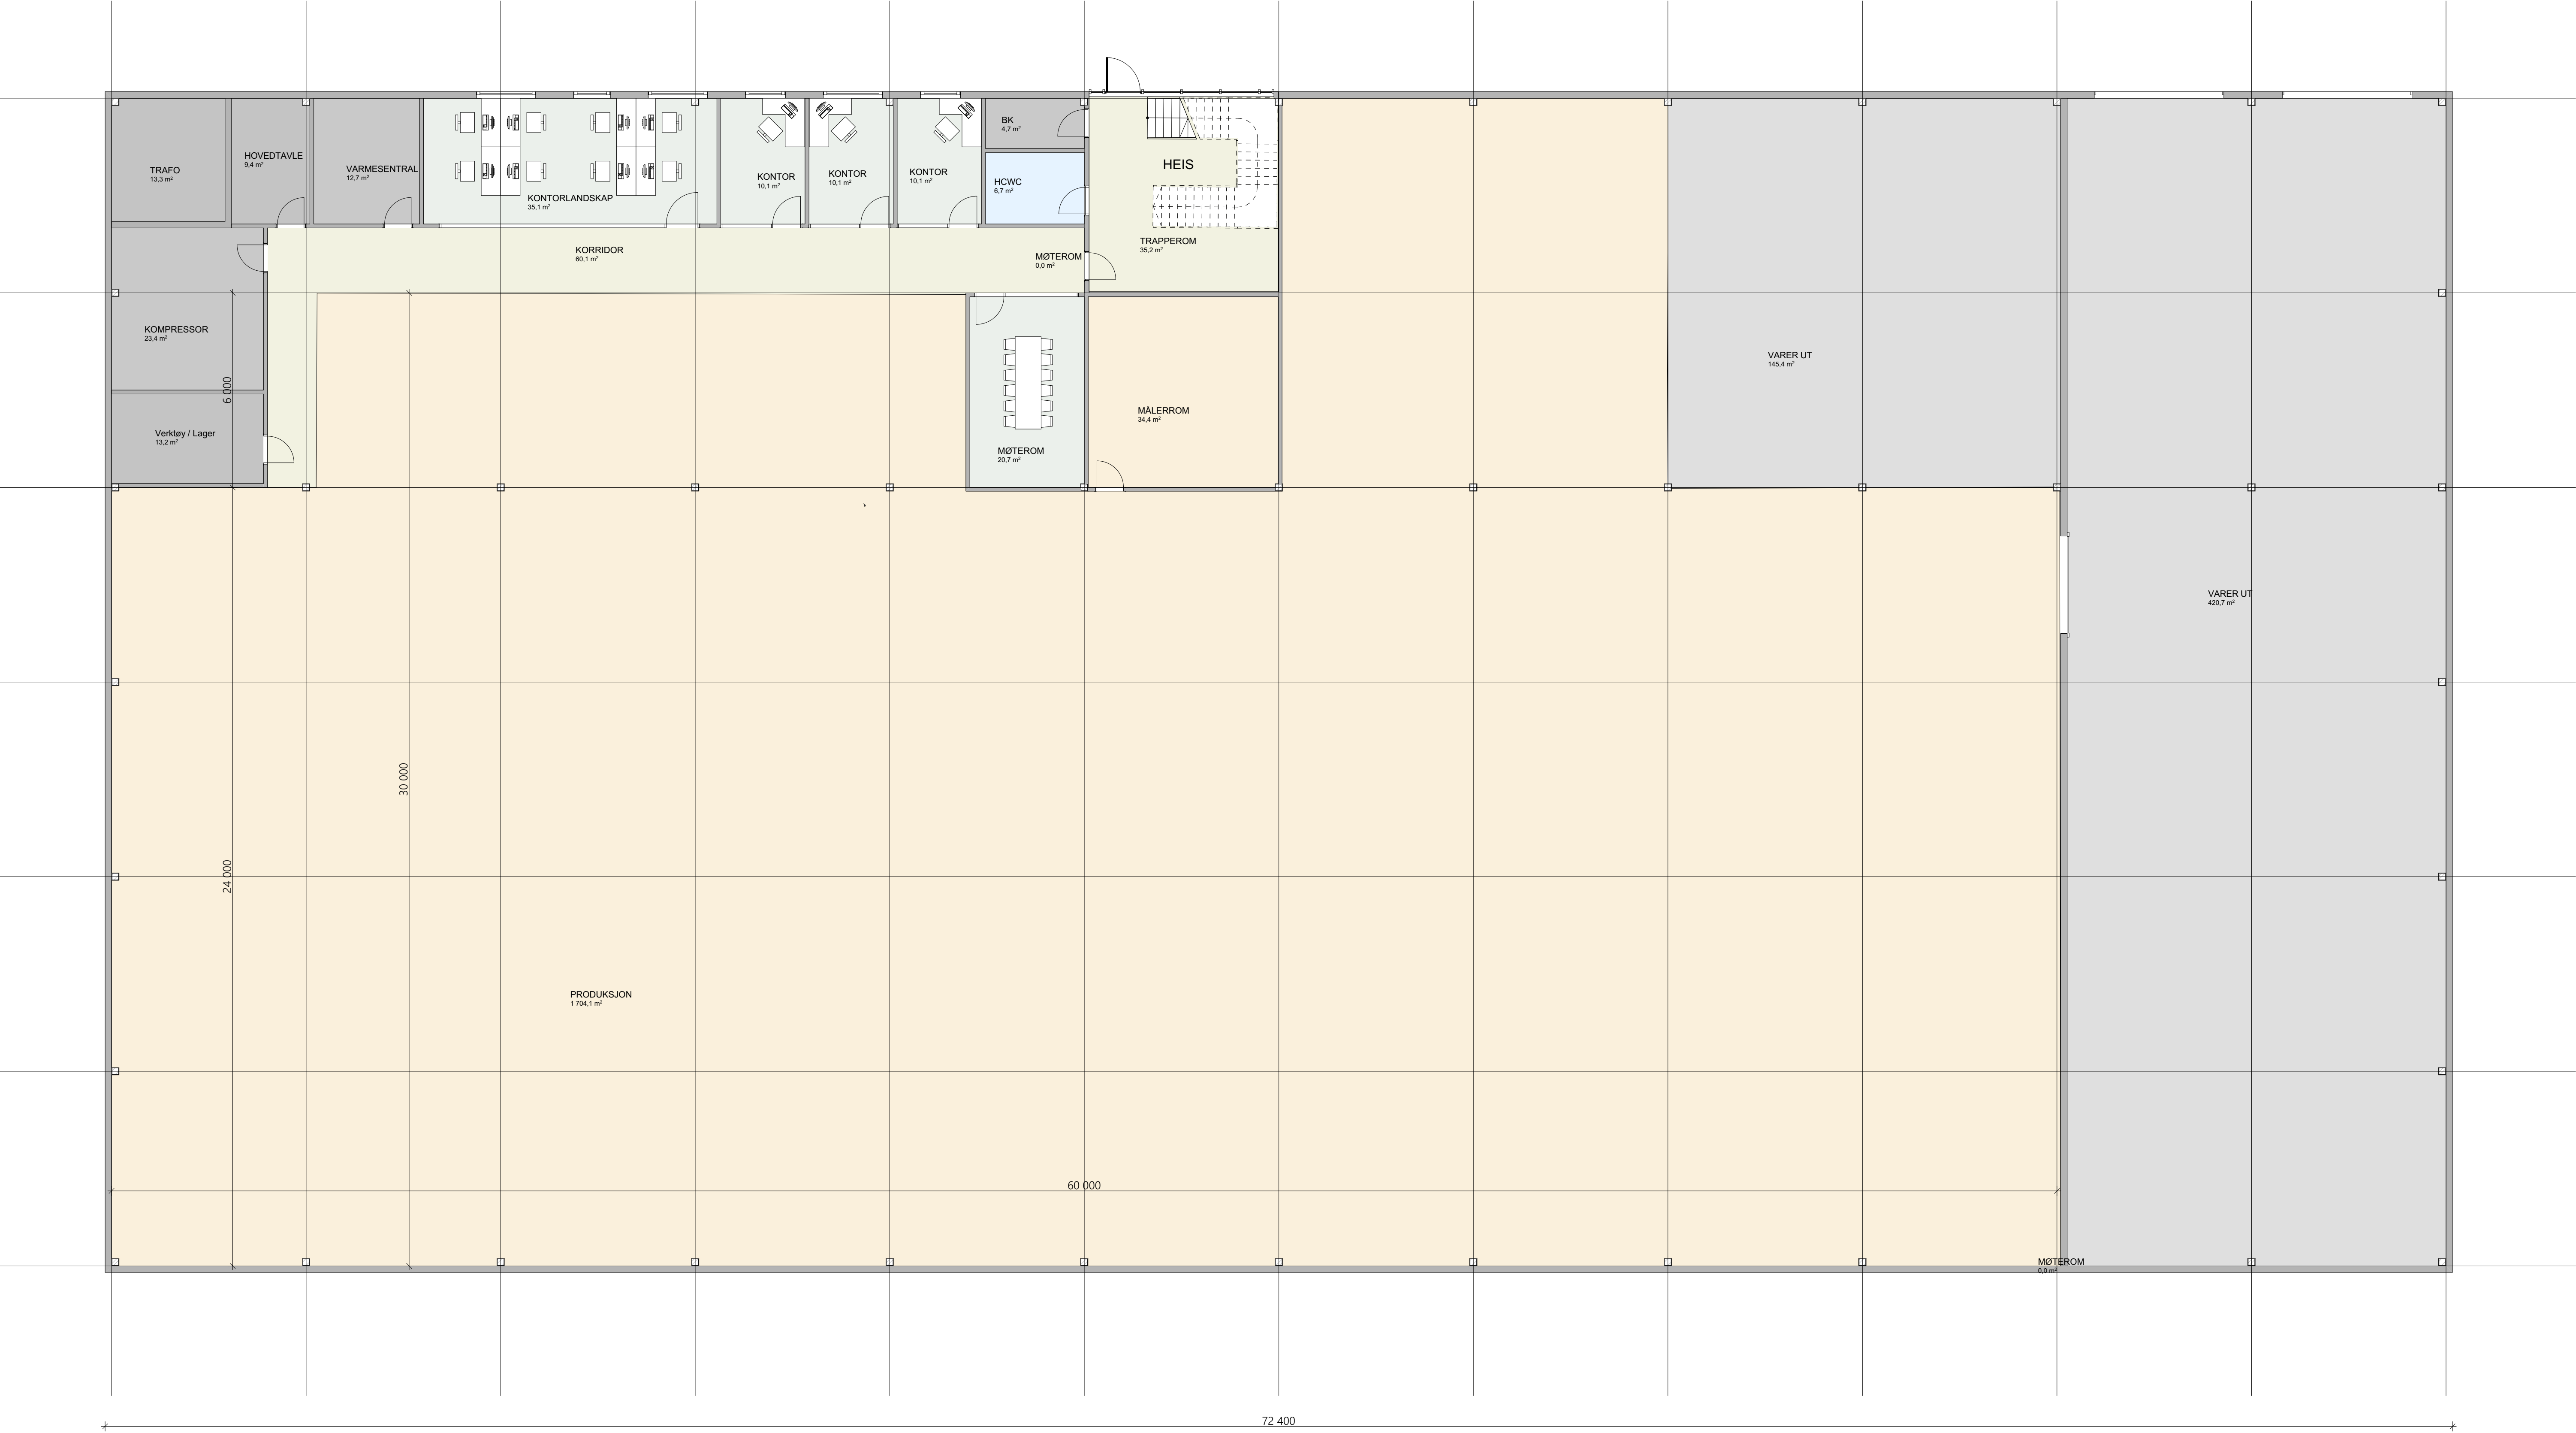 BK
4,7 m²
HOVEDTAVLE
9,4 m²
HEIS
TRAFO
13,3 m²
VARMESENTRAL
12,7 m²
KONTOR
10,1 m²
KONTOR
10,1 m²
KONTOR
10,1 m²
HCWC
6,7 m²
KONTORLANDSKAP
35,1 m²
TRAPPEROM
35,2 m²
KORRIDOR
60,1 m²
MØTEROM
0,0 m²
KOMPRESSOR
23,4 m²
VARER UT
145,4 m²
6 000
MÅLERROM
34,4 m²
Verktøy / Lager
13,2 m²
MØTEROM
20,7 m²
VARER UT
420,7 m²
30 000
24 000
PRODUKSJON
1 704,1 m²
60 000
MØTEROM
0,0 m²
72 400